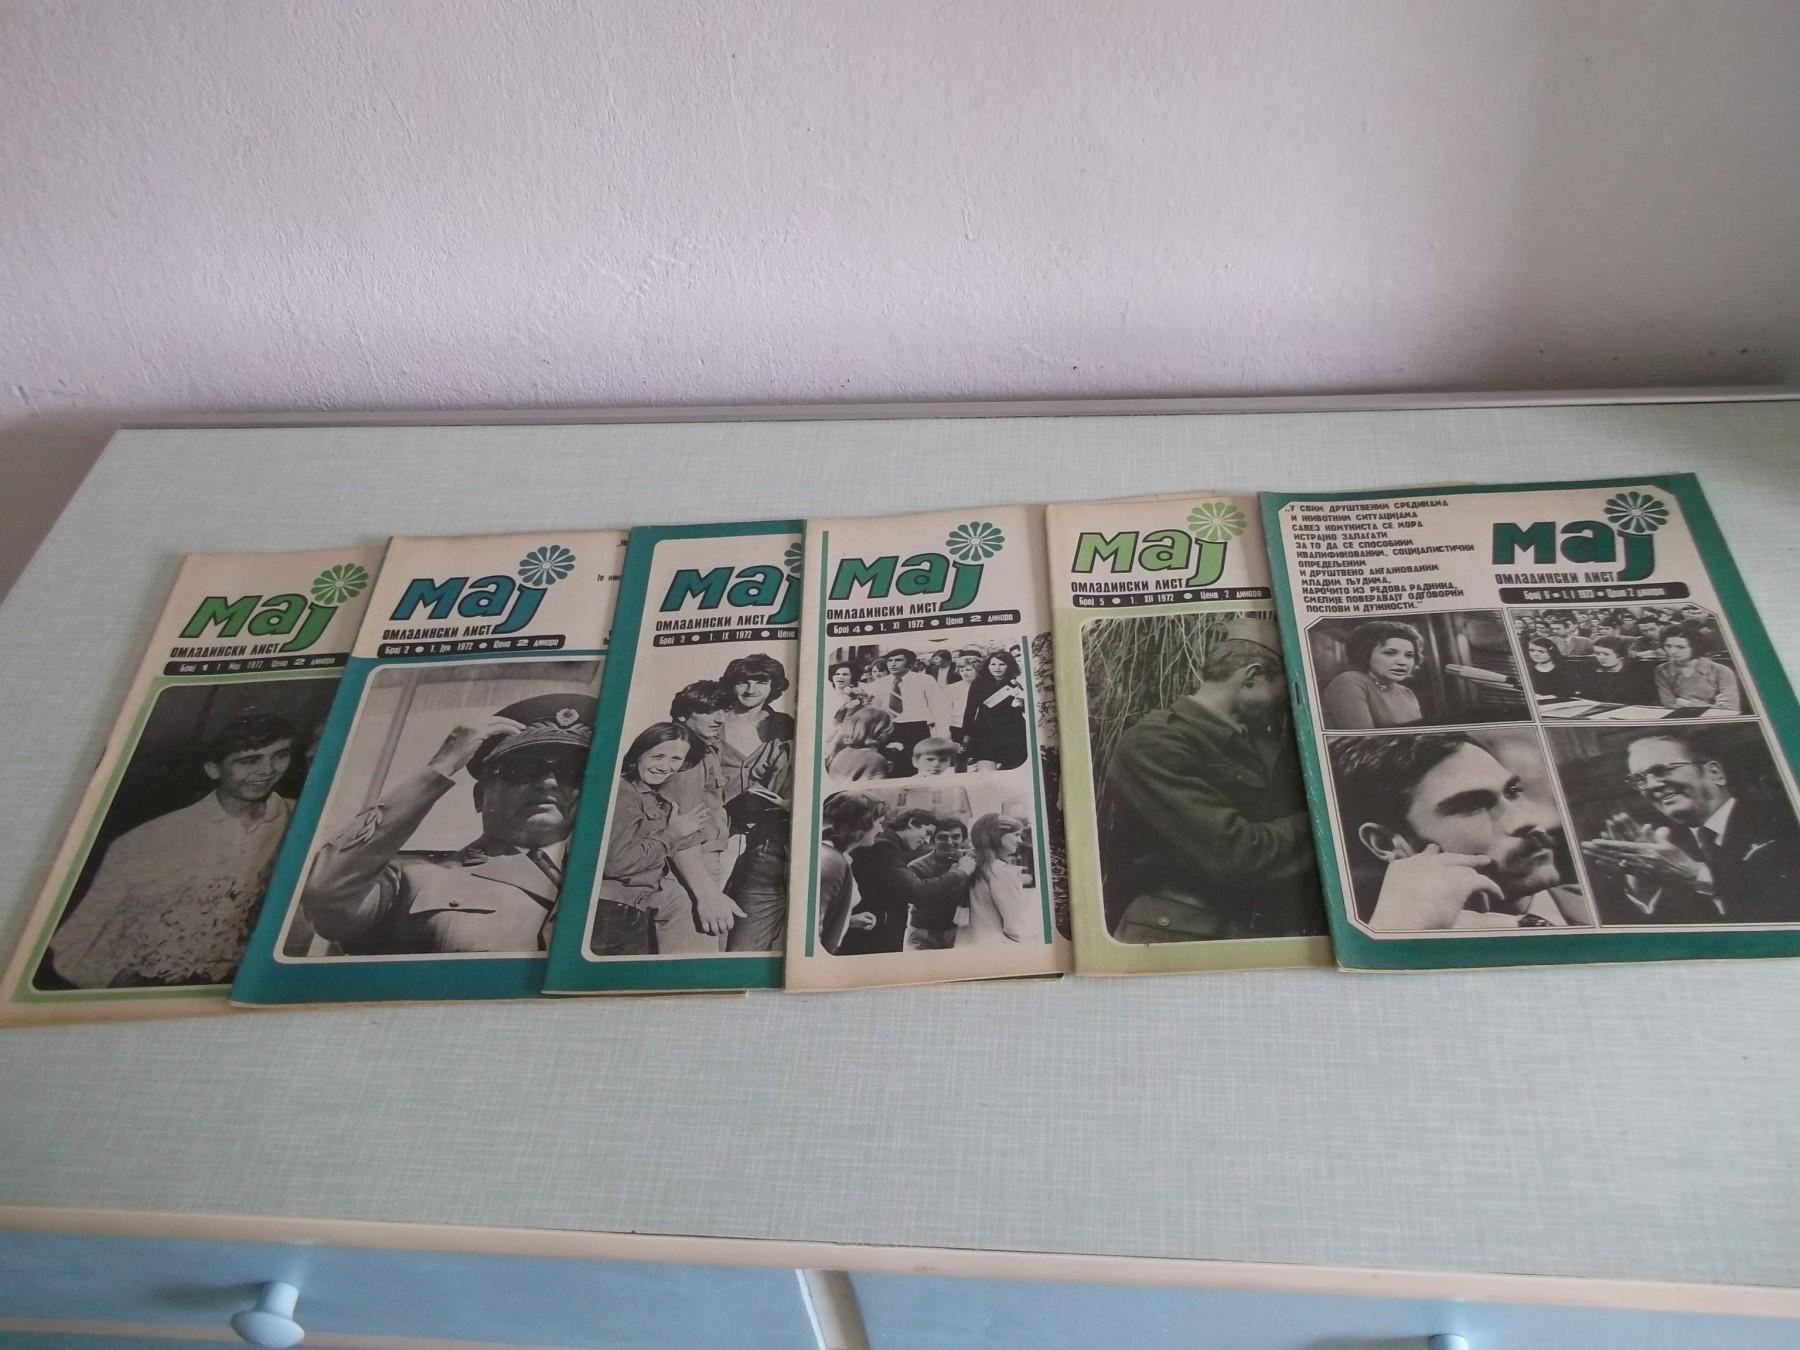 мај
ОМЛАДИНСКИ ЛИСТ
Број 1 1. Мај 1972 Цена 2 динара
мај
ОМЛАДИНСКИ ЛИСТ
Број 2 • 1. Јун 1972 • Цена 2 динара
мај
ОМЛАДИНСКИ ЛИСТ
Број 3 • 1. IX 1972 • Цена
мај
ОМЛАДИНСКИ ЛИСТ
Број 4 • 1. XI 1972 • Цена 2 динара
мај
ОМЛАДИНСКИ ЛИСТ
Број 5 • 1. XII 1972 • Цена 2 динара
„У СВИМ ДРУШТВЕНИМ СРЕДИНАМА
И ЖИВОТНИМ СИТУАЦИЈАМА
САВЕЗ КОМУНИСТА СЕ МОРА
ИСТРАЈНО ЗАЛАГАТИ
ЗА ТО ДА СЕ СПОСОБНИМ
КВАЛИФИКОВАНИМ, СОЦИЈАЛИСТИЧКИ
ОПРЕДЕЉЕНИМ
И ДРУШТВЕНО АНГАЖОВАНИМ
МЛАДИМ ЉУДИМА,
НАРОЧИТО ИЗ РЕДОВА РАДНИКА,
СМЕЛИЈЕ ПОВЕРАВАЈУ ОДГОВОРНИ
ПОСЛОВИ И ДУЖНОСТИ.“
мај
ОМЛАДИНСКИ ЛИСТ
Број 6 • 1. I 1973 • Цена 2 динара